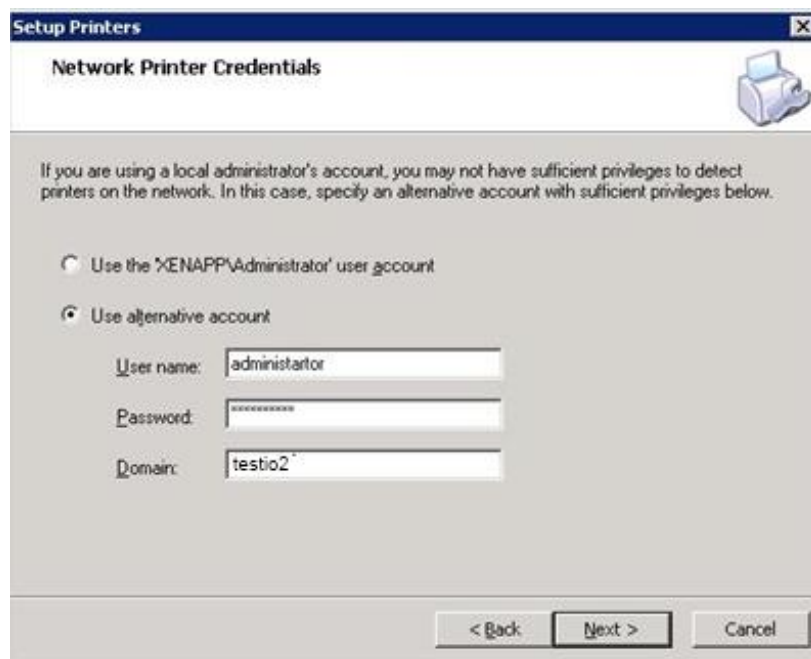 Setup Printers
Network Printer Credentials
If you are using a local administrator's account, you may not have sufficient privileges to detect
printers on the network. In this case, specify an alternative account with sufficient privileges below.
Use the 'XENAPP\Administrator' user account
Use alternative account
User name: administartor
Password: **********
Domain: testio2
< Back Next > Cancel